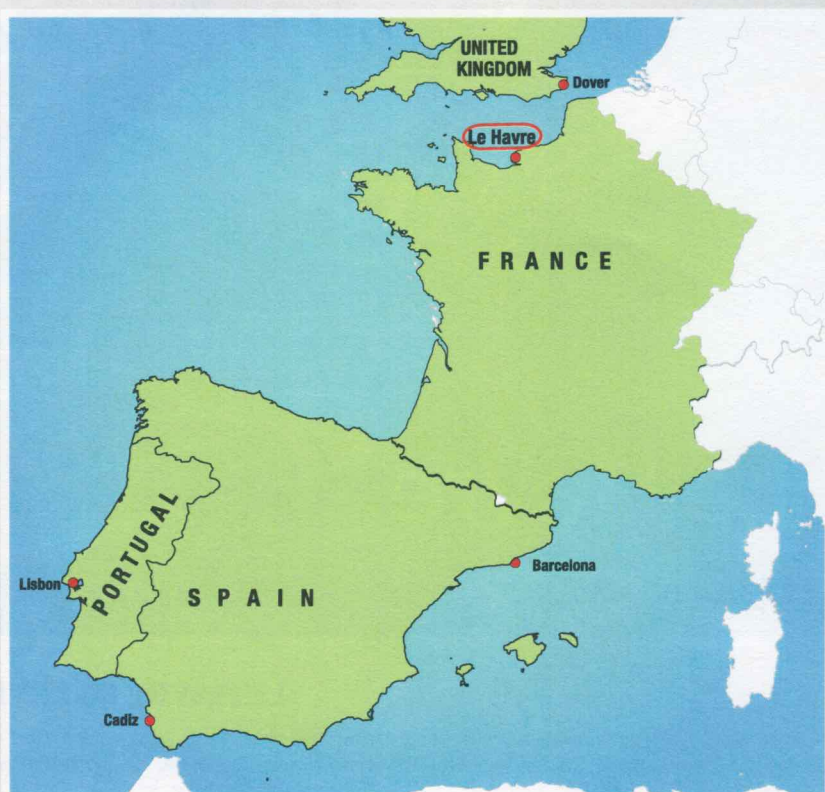 UNITED
KINGDOM
Dover
Le Havre
FRANCE
PORTUGAL
Lisbon
SPAIN
Barcelona
Cadiz